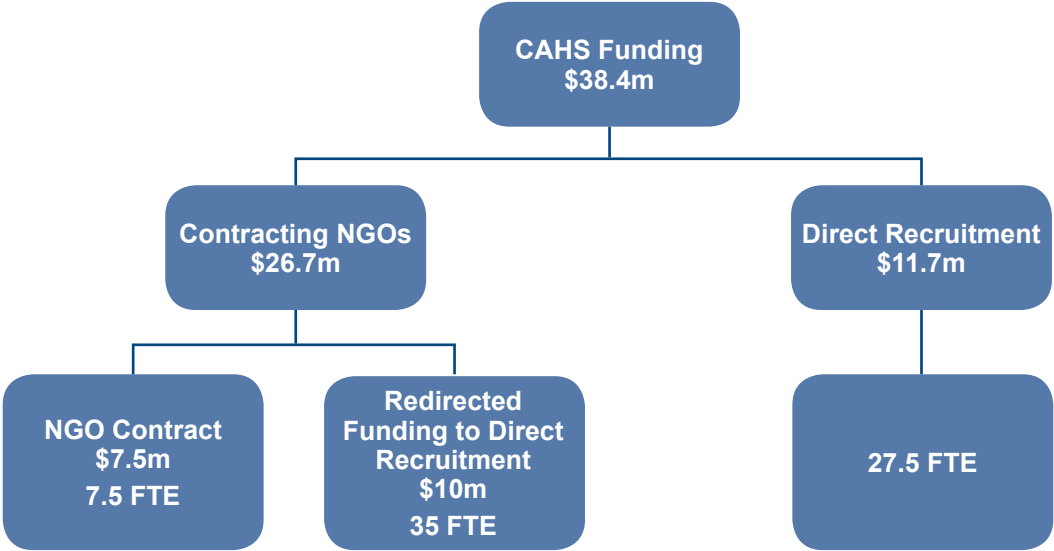 CAHS Funding
$38.4m
Contracting NGOs
$26.7m
Direct Recruitment
$11.7m
NGO Contract
$7.5m
7.5 FTE
Redirected
Funding to Direct
Recruitment
$10m
35 FTE
27.5 FTE